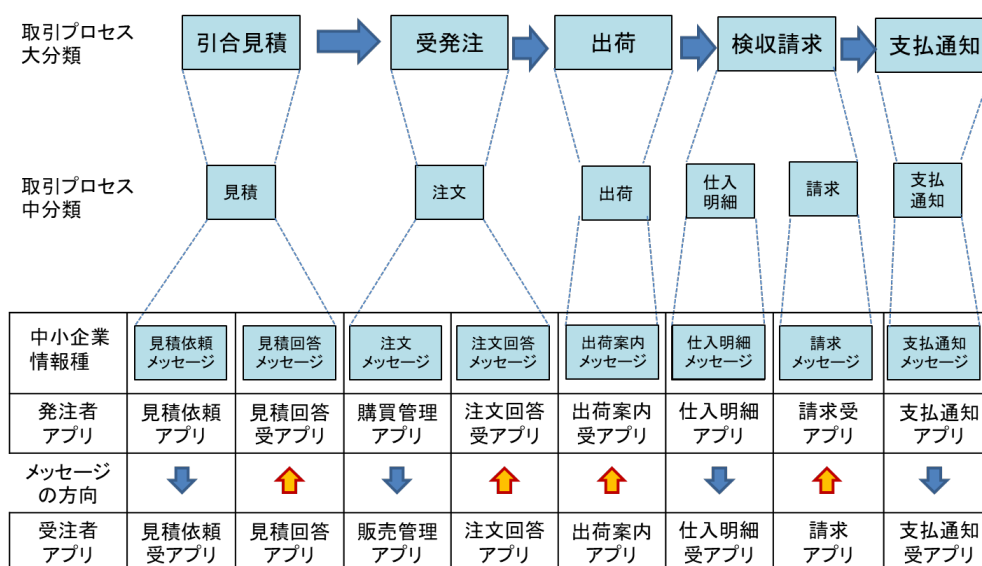 取引プロセス
大分類
引合見積
受発注
出荷
検収請求
支払通知
取引プロセス
中分類
見積
注文
出荷
仕入
明細
請求
支払
通知
中小企業
情報種
見積依頼
メッセージ
見積回答
メッセージ
注文
メッセージ
注文回答
メッセージ
出荷案内
メッセージ
仕入明細
メッセージ
請求
メッセージ
支払通知
メッセージ
発注者
アプリ
見積依頼
アプリ
見積回答
受アプリ
購買管理
アプリ
注文回答
受アプリ
出荷案内
受アプリ
仕入明細
アプリ
請求受
アプリ
支払通知
アプリ
メッセージ
の方向
受注者
アプリ
見積依頼
受アプリ
見積回答
アプリ
販売管理
アプリ
注文回答
アプリ
出荷案内
アプリ
仕入明細
受アプリ
請求
アプリ
支払通知
受アプリ